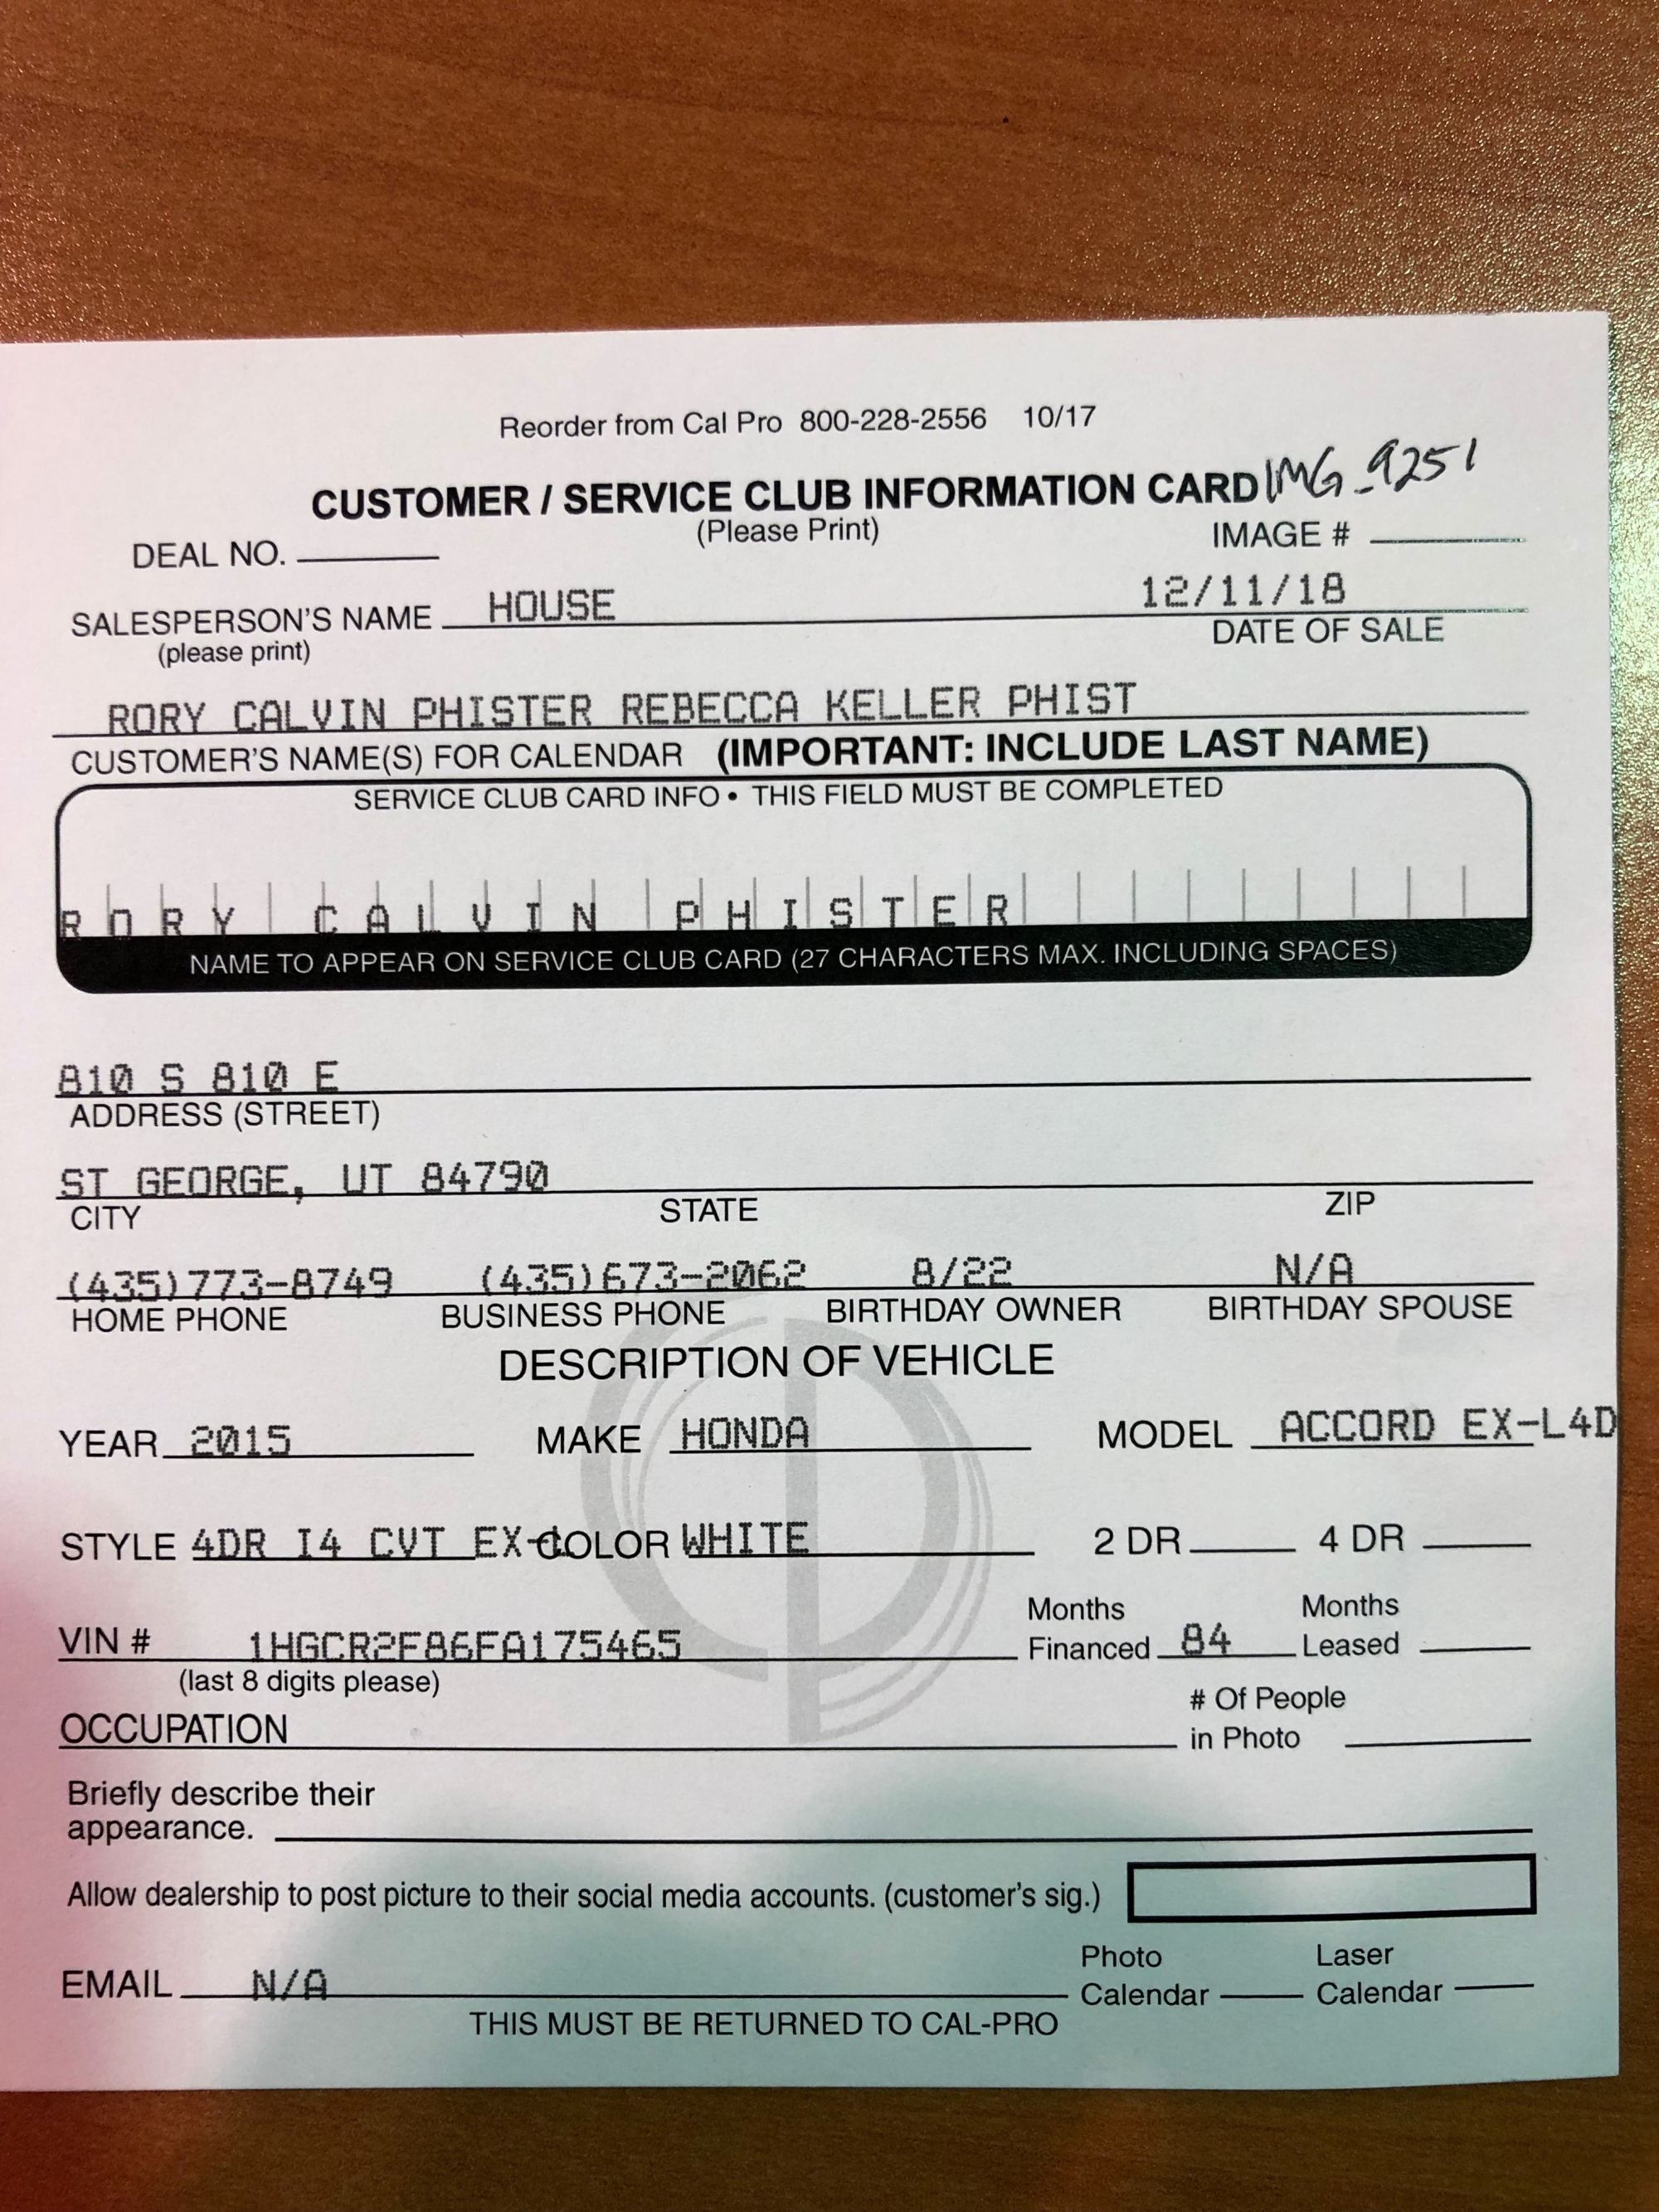 Reorder from Cal Pro 800-228-2556 10/17
CUSTOMER / SERVICE CLUB INFORMATION CARD IMG_9251
(Please Print)
DEAL NO. IMAGE #
SALESPERSON'S NAME HOUSE 12/11/18
(please print) DATE OF SALE
RORY CALVIN PHISTER REBECCA KELLER PHIST
CUSTOMER'S NAME(S) FOR CALENDAR (IMPORTANT: INCLUDE LAST NAME)
SERVICE CLUB CARD INFO • THIS FIELD MUST BE COMPLETED
RORY CALVIN PHISTER
NAME TO APPEAR ON SERVICE CLUB CARD (27 CHARACTERS MAX. INCLUDING SPACES)
810 S 810 E
ADDRESS (STREET)
ST GEORGE, UT 84790
CITY STATE ZIP
(435)773-8749 (435)673-2062 8/22 N/A
HOME PHONE BUSINESS PHONE BIRTHDAY OWNER BIRTHDAY SPOUSE
DESCRIPTION OF VEHICLE
YEAR 2015 MAKE HONDA MODEL ACCORD EX-L4D
STYLE 4DR I4 CVT EX-L COLOR WHITE 2 DR 4 DR
Months Months
VIN # 1HGCR2F86FA175465 Financed 84 Leased
(last 8 digits please)
# Of People
OCCUPATION in Photo
Briefly describe their
appearance.
Allow dealership to post picture to their social media accounts. (customer's sig.)
Photo Laser
EMAIL N/A Calendar Calendar
THIS MUST BE RETURNED TO CAL-PRO